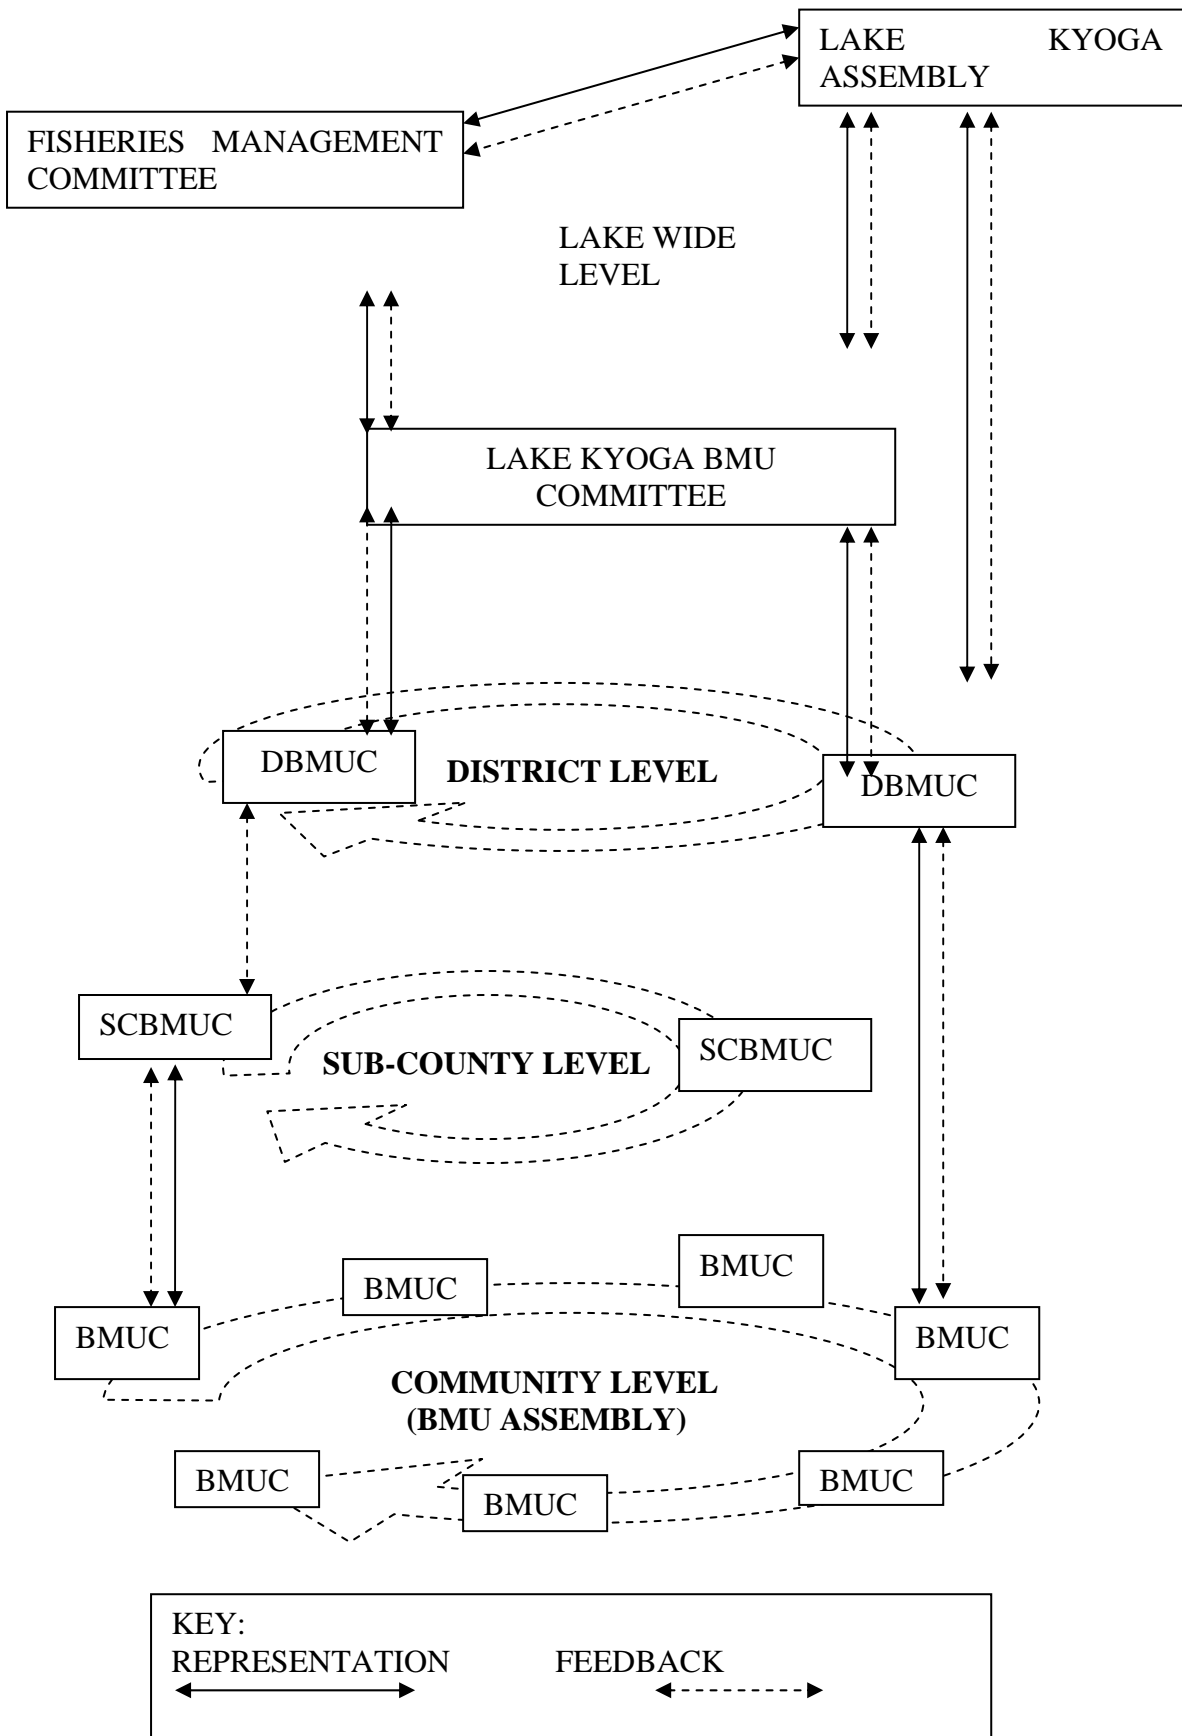 LAKE KYOGA
ASSEMBLY
FISHERIES MANAGEMENT
COMMITTEE
LAKE WIDE
LEVEL
LAKE KYOGA BMU
COMMITTEE
DBMUC
DISTRICT LEVEL
DBMUC
SCBMUC
SUB-COUNTY LEVEL
SCBMUC
BMUC
BMUC
BMUC
BMUC
COMMUNITY LEVEL
(BMU ASSEMBLY)
BMUC
BMUC
BMUC
KEY:
REPRESENTATION FEEDBACK